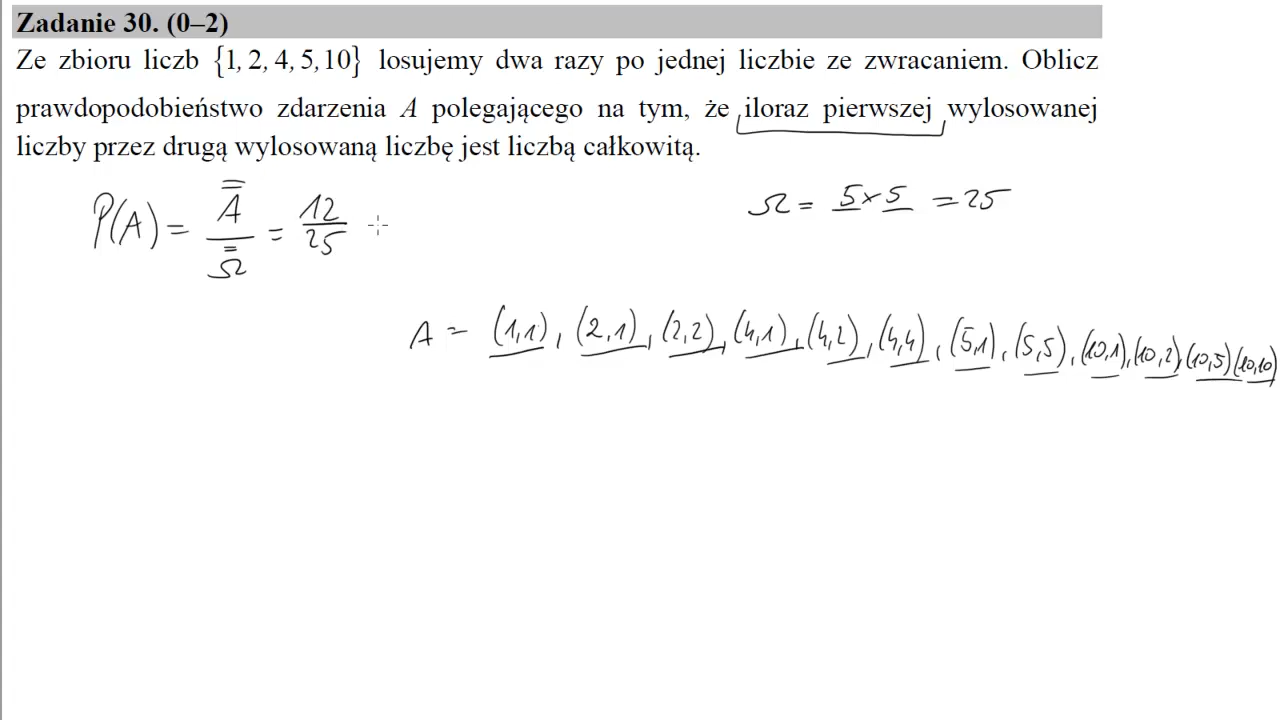 Zadanie 30. (0–2)
Ze zbioru liczb {1, 2, 4, 5, 10} losujemy dwa razy po jednej liczbie ze zwracaniem. Oblicz
prawdopodobieństwo zdarzenia A polegającego na tym, że iloraz pierwszej wylosowanej
liczby przez drugą wylosowaną liczbę jest liczbą całkowitą.
P(A) = A̿ / Ω̿ = 12/25
Ω = 5 × 5 = 25
A = (1,1), (2,1), (2,2), (4,1), (4,2), (4,4), (5,1), (5,5), (10,1), (10,2), (10,5) (10,10)